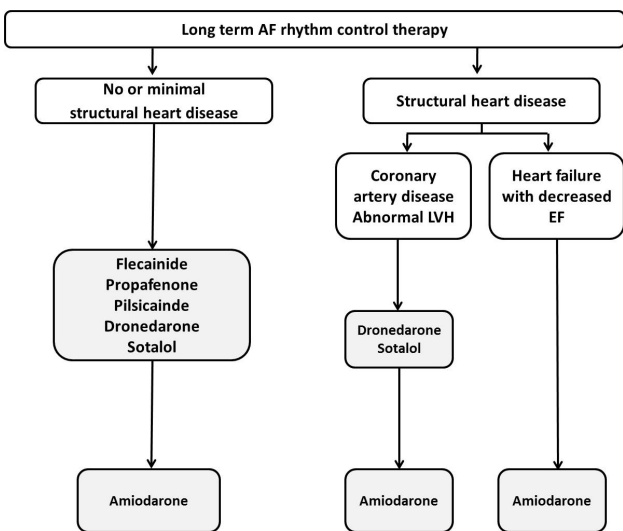 Long term AF rhythm control therapy
No or minimal
structural heart disease
Structural heart disease
Coronary
artery disease
Abnormal LVH
Heart failure
with decreased
EF
Flecainide
Propafenone
Pilsicainde
Dronedarone
Sotalol
Dronedarone
Sotalol
Amiodarone
Amiodarone
Amiodarone